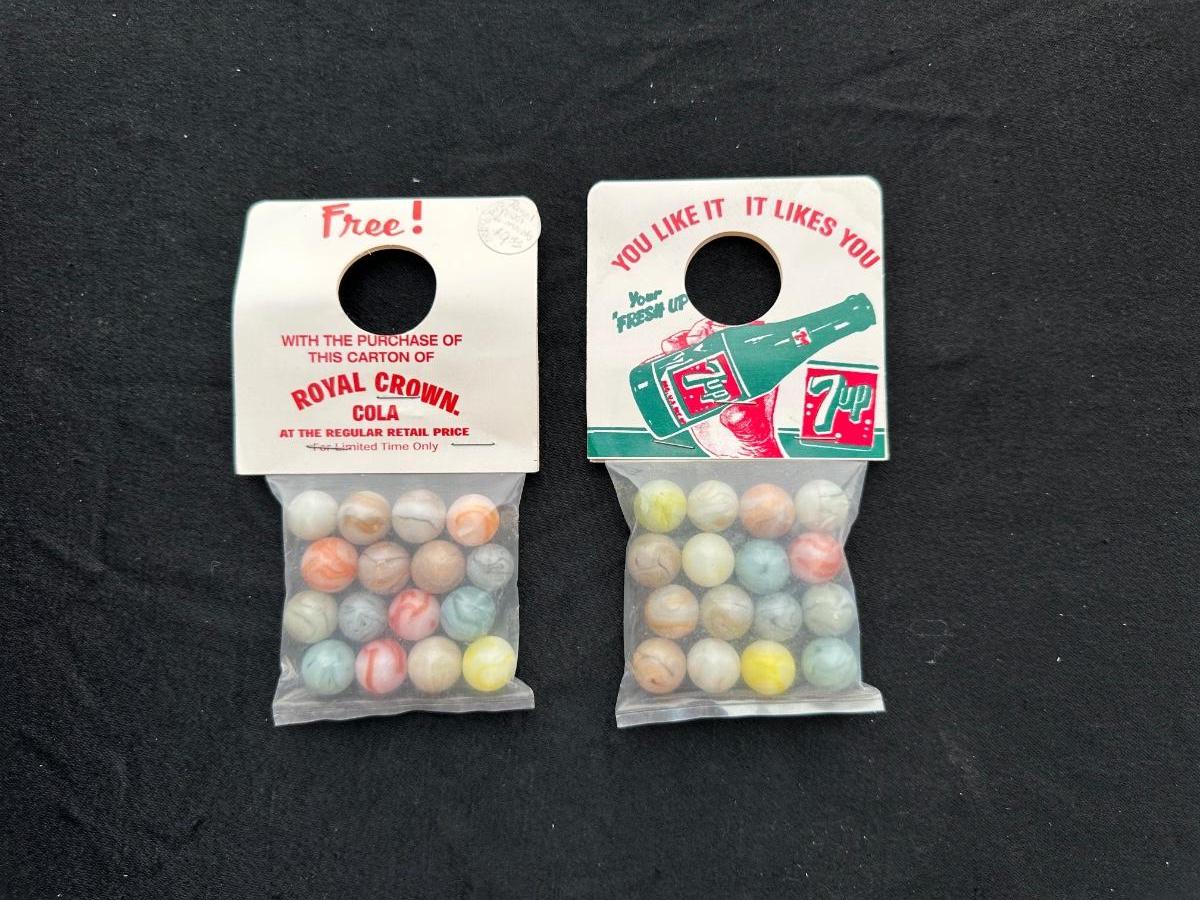 Free!
WITH THE PURCHASE OF
THIS CARTON OF
ROYAL CROWN.
COLA
AT THE REGULAR RETAIL PRICE
For Limited Time Only
YOU LIKE IT IT LIKES YOU
Your
"FRESH UP"
7up
7up